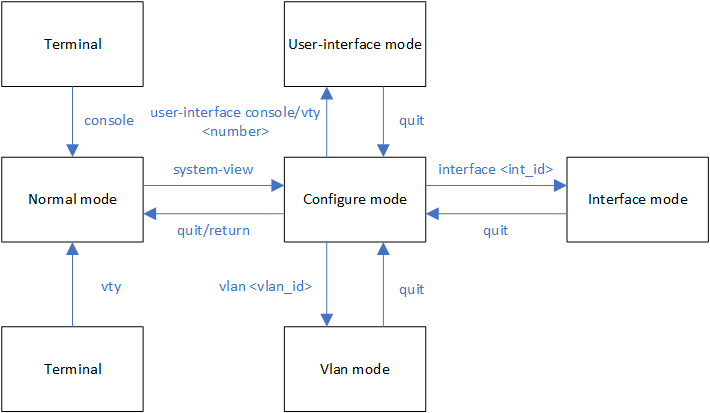 Terminal
User-interface mode
console
user-interface console/vty
<number>
quit
Normal mode
system-view
Configure mode
interface <int_id>
Interface mode
quit/return
quit
vty
vlan <vlan_id>
quit
Terminal
Vlan mode